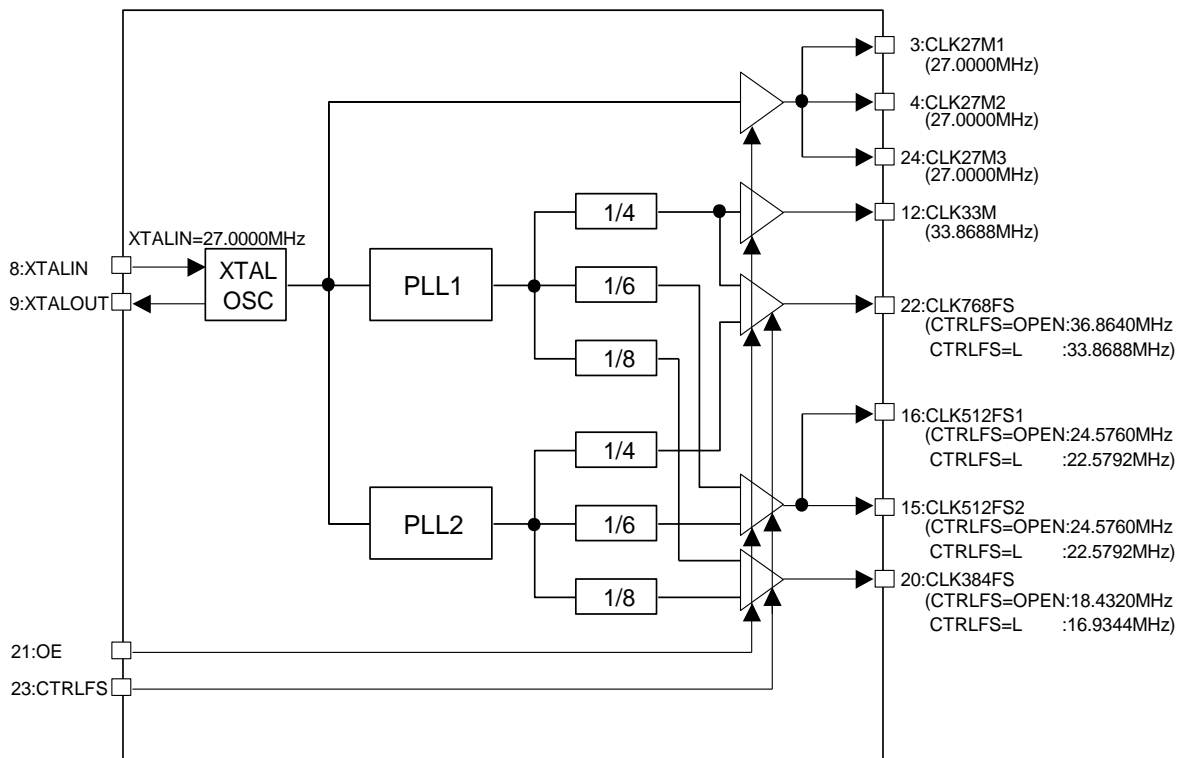 3:CLK27M1
(27.0000MHz)
4:CLK27M2
(27.0000MHz)
24:CLK27M3
(27.0000MHz)
1/4
12:CLK33M
(33.8688MHz)
XTALIN=27.0000MHz
8:XTALIN
XTAL
OSC
PLL1
1/6
9:XTALOUT
22:CLK768FS
(CTRLFS=OPEN:36.8640MHz
CTRLFS=L :33.8688MHz)
1/8
16:CLK512FS1
(CTRLFS=OPEN:24.5760MHz
CTRLFS=L :22.5792MHz)
1/4
PLL2
1/6
15:CLK512FS2
(CTRLFS=OPEN:24.5760MHz
CTRLFS=L :22.5792MHz)
1/8
20:CLK384FS
(CTRLFS=OPEN:18.4320MHz
CTRLFS=L :16.9344MHz)
21:OE
23:CTRLFS